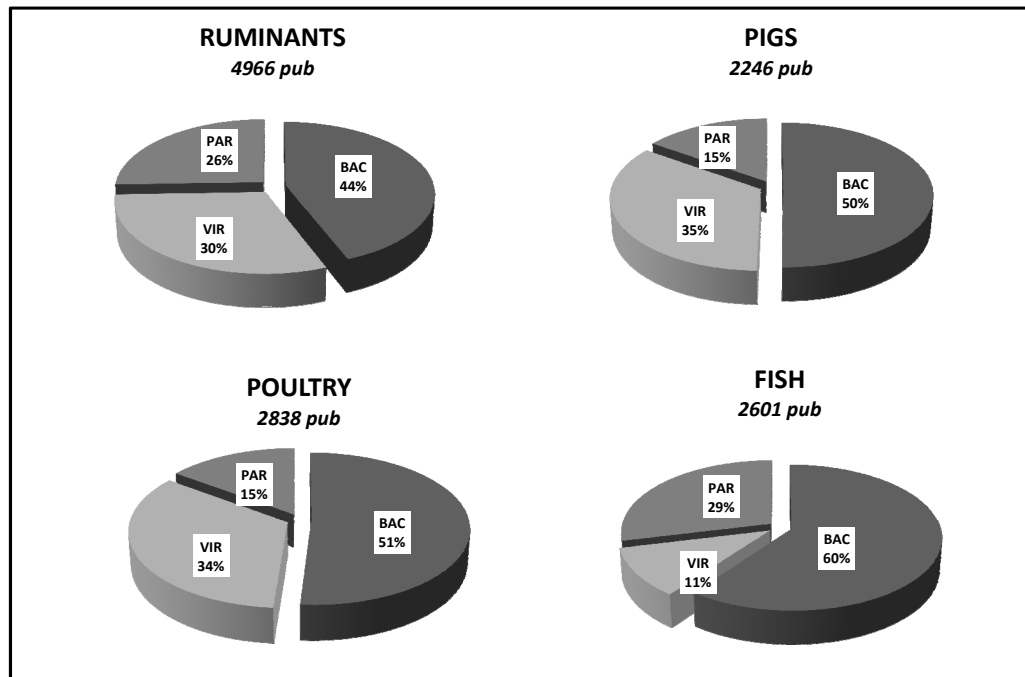 RUMINANTS
4966 pub
PAR
26%
BAC
44%
VIR
30%
PIGS
2246 pub
PAR
15%
BAC
50%
VIR
35%
POULTRY
2838 pub
PAR
15%
BAC
51%
VIR
34%
FISH
2601 pub
PAR
29%
BAC
60%
VIR
11%